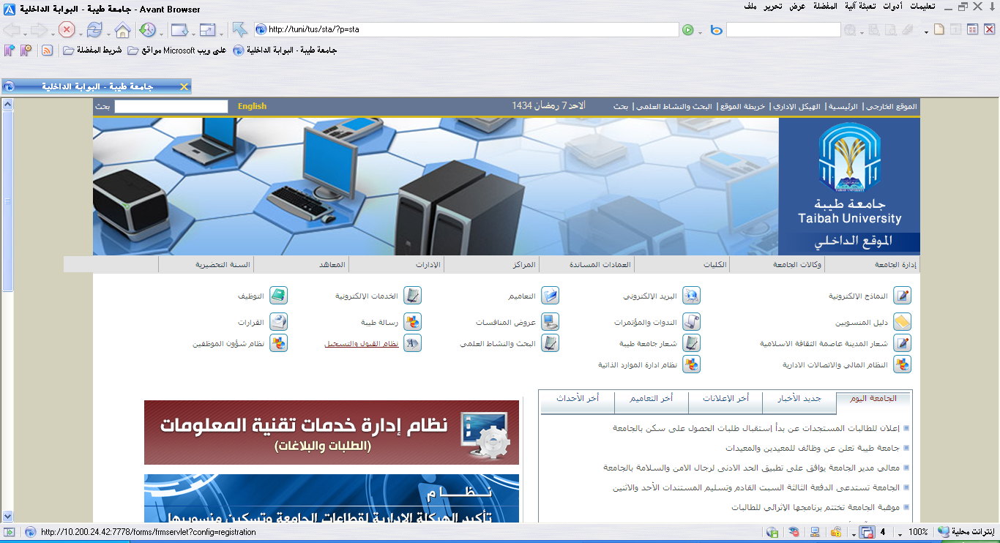 جامعة طيبة - البوابة الداخلية - Avant Browser
ملف تحرير عرض المفضلة تعبئة آلية أدوات تعليمات
http://tuni/tus/sta/?p=sta
شريط المفضلة مواقع Microsoft على ويب جامعة طيبة - البوابة الداخلية
جامعة طيبة - البوابة الداخلية
الموقع الخارجي | الرئيسية | الهيكل الإداري | خريطة الموقع | البحث والنشاط العلمي | بحث
الاحد 7 رمضان 1434
English
بحث
جامعة طيبة
Taibah University
الموقع الداخلي
إدارة الجامعة وكالات الجامعة الكليات العمادات المساندة المراكز الإدارات المعاهد السنة التحضيرية
النماذج الإلكترونية البريد الإلكتروني التعاميم الخدمات الإلكترونية التوظيف
دليل المنسوبين الندوات والمؤتمرات عروض المنافسات رسالة طيبة القرارات
شعار المدينة عاصمة الثقافة الاسلامية شعار جامعة طيبة البحث والنشاط العلمي نظام القبول والتسجيل نظام شؤون الموظفين
النظام المالي والاتصالات الادارية نظام ادارة الموارد الذاتية
الجامعة اليوم جديد الأخبار أخر الإعلانات أخر التعاميم أخر الأحداث
إعلان للطالبات المستجدات عن بدأ إستقبال طلبات الحصول على سكن بالجامعة
جامعة طيبة تعلن عن وظائف للمعيدين والمعيدات
معالي مدير الجامعة يوافق على تطبيق الحد الادنى لرجال الامن والسلامة بالجامعة
الجامعة تستدعى الدفعة الثالثة السبت القادم وتسليم المستندات الأحد والاثنين
موهبة الجامعة تختتم برنامجها الإثرائي للطالبات
نظام إدارة خدمات تقنية المعلومات
(الطلبات والبلاغات)
نظام
تأكيد الهيكلة الإدارية لقطاعات الجامعة وتسكين منسوبيها
http://10.200.24.42:7778/forms/frmservlet?config=registration
4
100%
إنترانت محلية